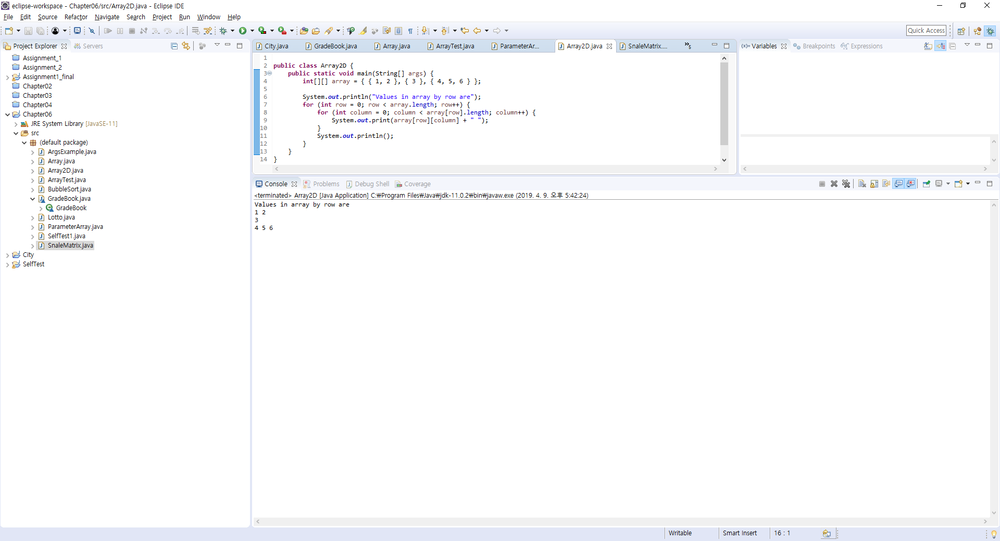 eclipse-workspace - Chapter06/src/Array2D.java - Eclipse IDE
File Edit Source Refactor Navigate Search Project Run Window Help
Quick Access
Project Explorer Servers
Assignment_1
Assignment_2
Assignment1_final
Chapter02
Chapter03
Chapter04
Chapter06
JRE System Library [JavaSE-11]
src
(default package)
ArgsExample.java
Array.java
Array2D.java
ArrayTest.java
BubbleSort.java
GradeBook.java
GradeBook
Lotto.java
ParameterArray.java
SelfTest1.java
SnaleMatrix.java
City
SelfTest
City.java GradeBook.java Array.java ArrayTest.java ParameterAr... Array2D.java SnaleMatrix.... »5
1
2 public class Array2D {
3 public static void main(String[] args) {
4 int[][] array = { { 1, 2 }, { 3 }, { 4, 5, 6 } };
5
6 System.out.println("Values in array by row are");
7 for (int row = 0; row < array.length; row++) {
8 for (int column = 0; column < array[row].length; column++) {
9 System.out.print(array[row][column] + " ");
10 }
11 System.out.println();
12 }
13 }
14 }
(x)= Variables Breakpoints Expressions
Console Problems Debug Shell Coverage
<terminated> Array2D [Java Application] C:₩Program Files₩Java₩jdk-11.0.2₩bin₩javaw.exe (2019. 4. 9. 오후 5:42:24)
Values in array by row are
1 2
3
4 5 6
Writable Smart Insert 16 : 1